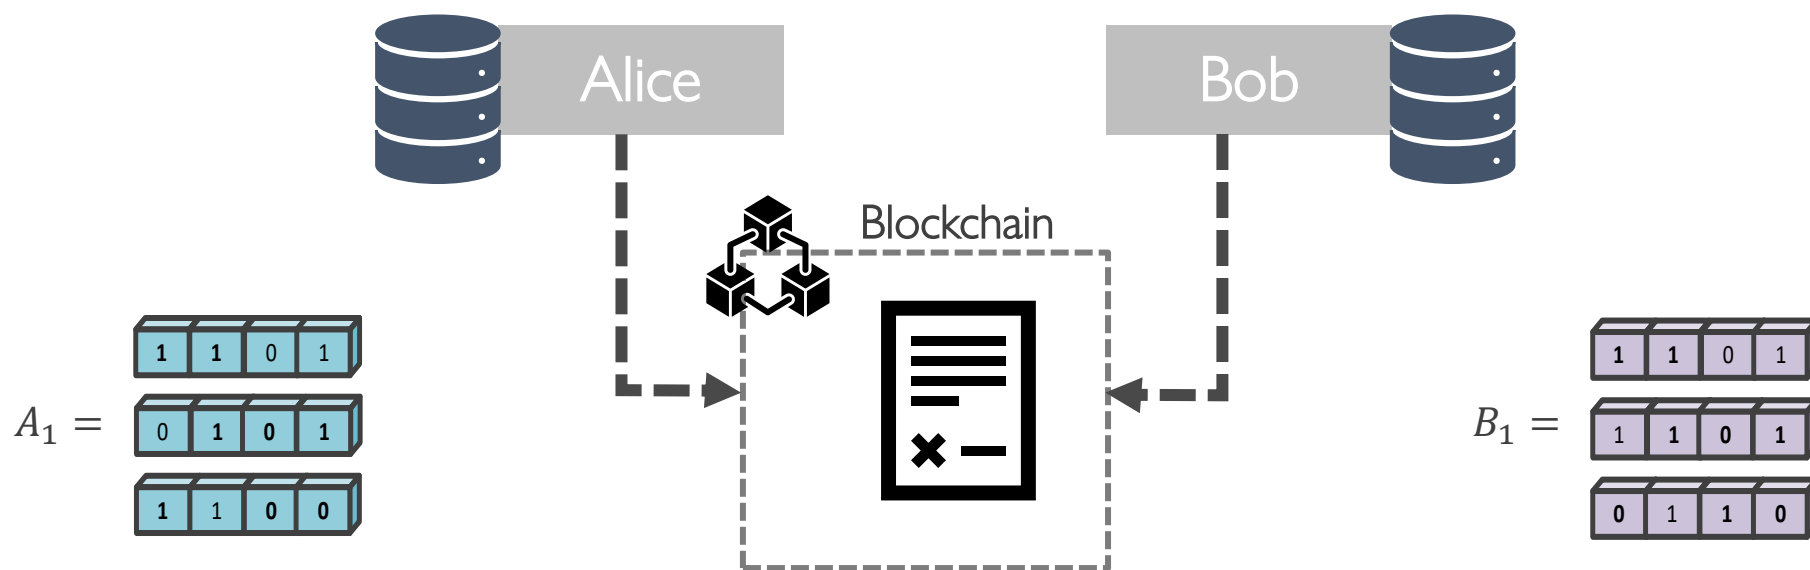 Alice
Bob
Blockchain
1 1 0 1
A₁ =
0 1 0 1
1 1 0 0
1 1 0 1
B₁ =
1 1 0 1
0 1 1 0